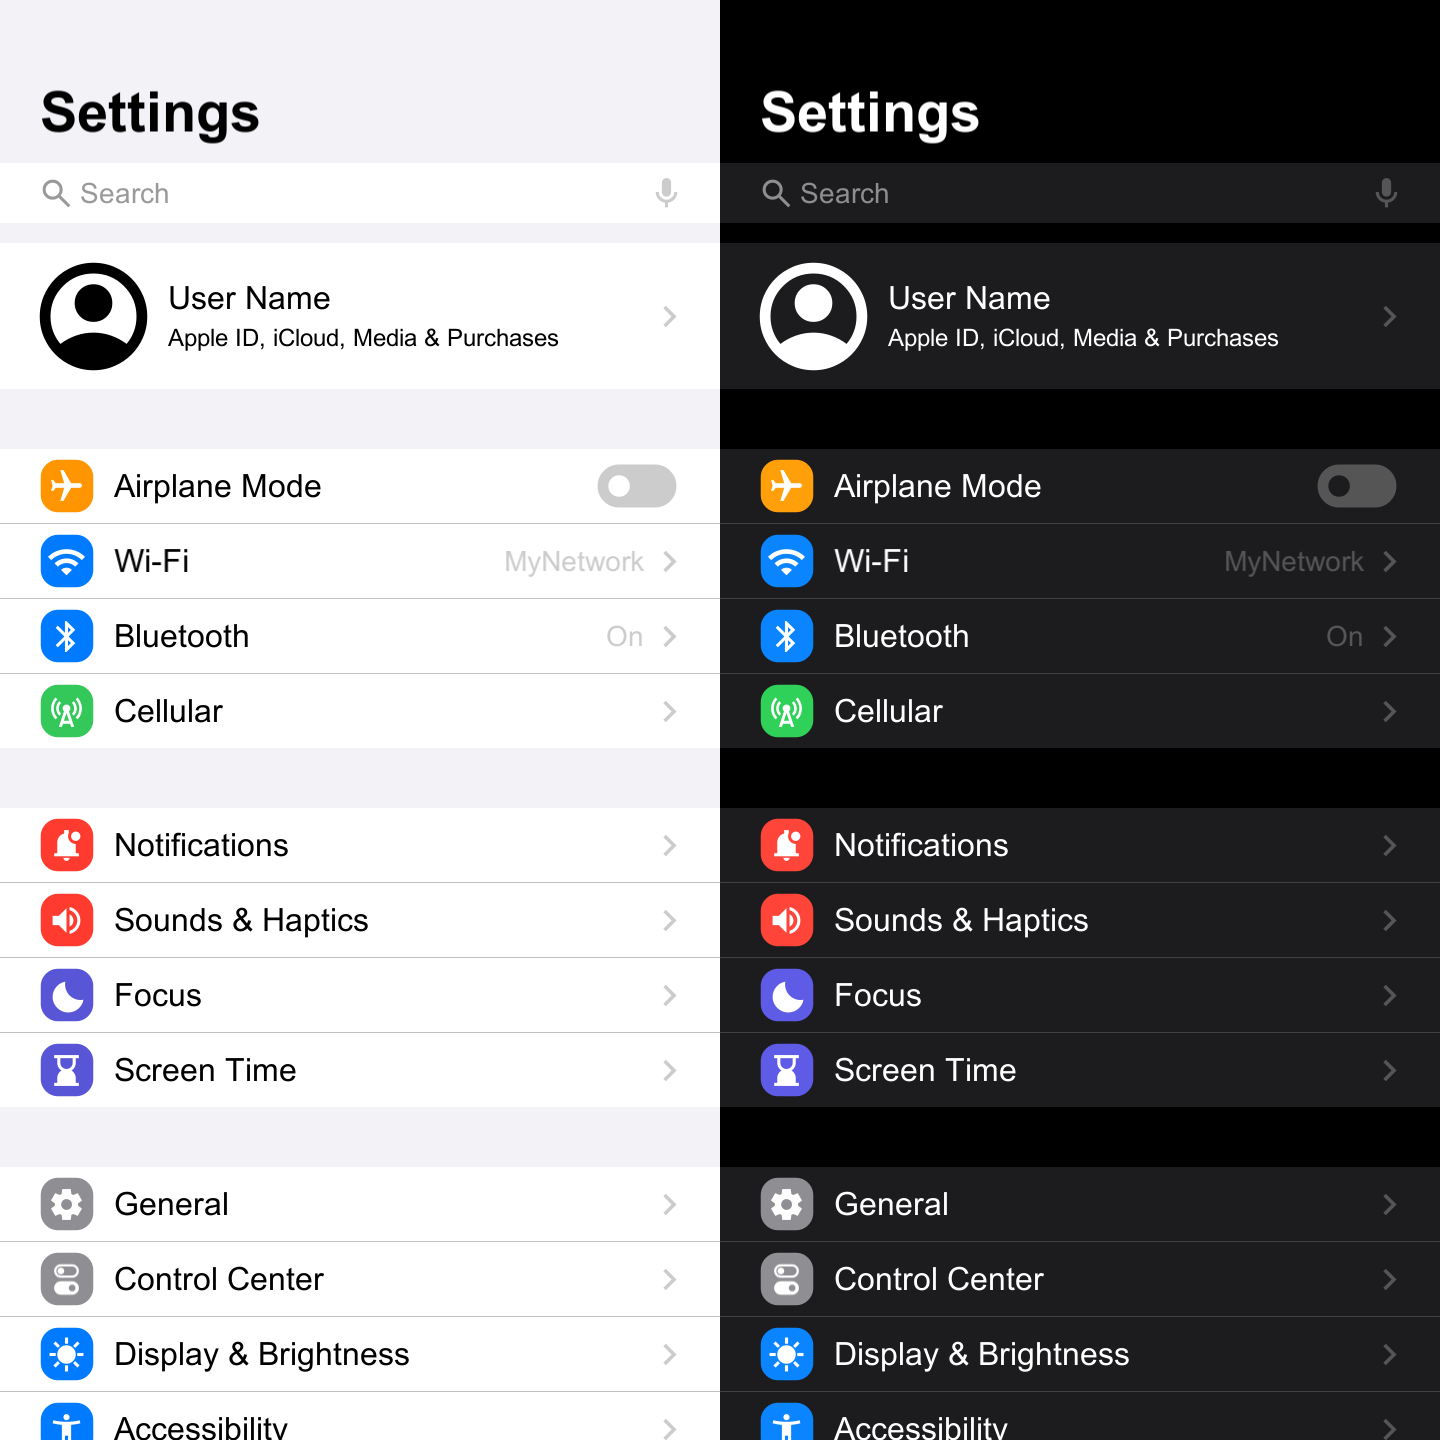 Settings
Search
User Name
Apple ID, iCloud, Media & Purchases
Airplane Mode
Wi-Fi MyNetwork
Bluetooth On
Cellular
Notifications
Sounds & Haptics
Focus
Screen Time
General
Control Center
Display & Brightness
Accessibility
Settings
Search
User Name
Apple ID, iCloud, Media & Purchases
Airplane Mode
Wi-Fi MyNetwork
Bluetooth On
Cellular
Notifications
Sounds & Haptics
Focus
Screen Time
General
Control Center
Display & Brightness
Accessibility